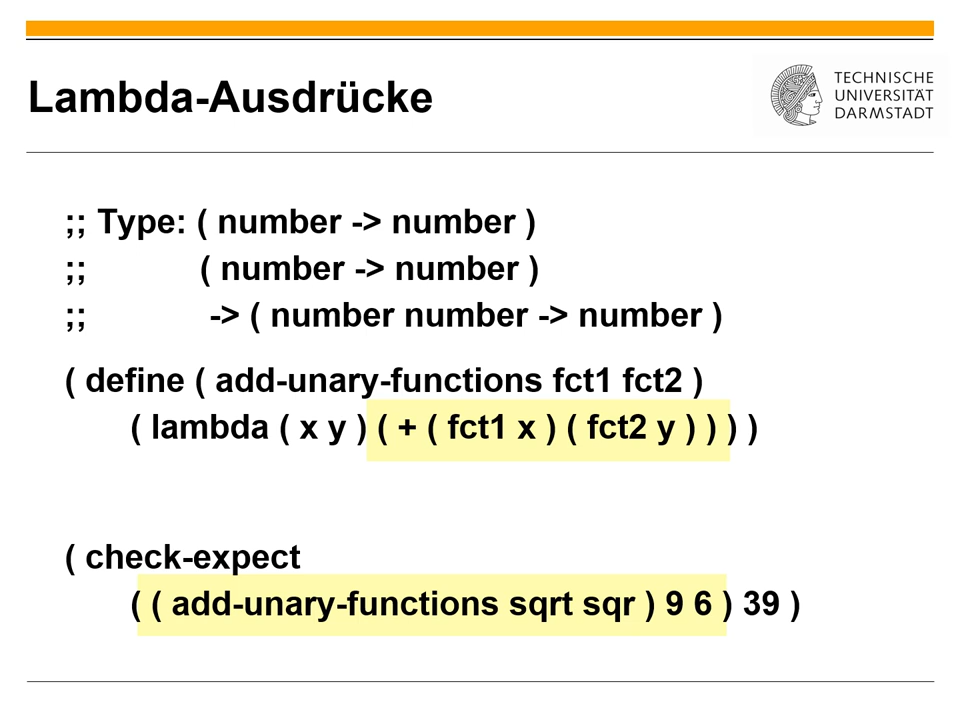 Lambda-Ausdrücke
TECHNISCHE
UNIVERSITÄT
DARMSTADT
;; Type: ( number -> number )
;; ( number -> number )
;; -> ( number number -> number )
( define ( add-unary-functions fct1 fct2 )
( lambda ( x y ) ( + ( fct1 x ) ( fct2 y ) ) ) )
( check-expect
( ( add-unary-functions sqrt sqr ) 9 6 ) 39 )